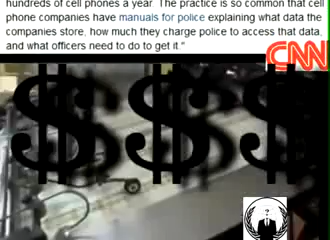 hundreds of cell phones a year. The practice is so common that cell
phone companies have manuals for police explaining what data the
companies store, how much they charge police to access that data,
and what officers need to do to get it."
CNN
$ $ $
?